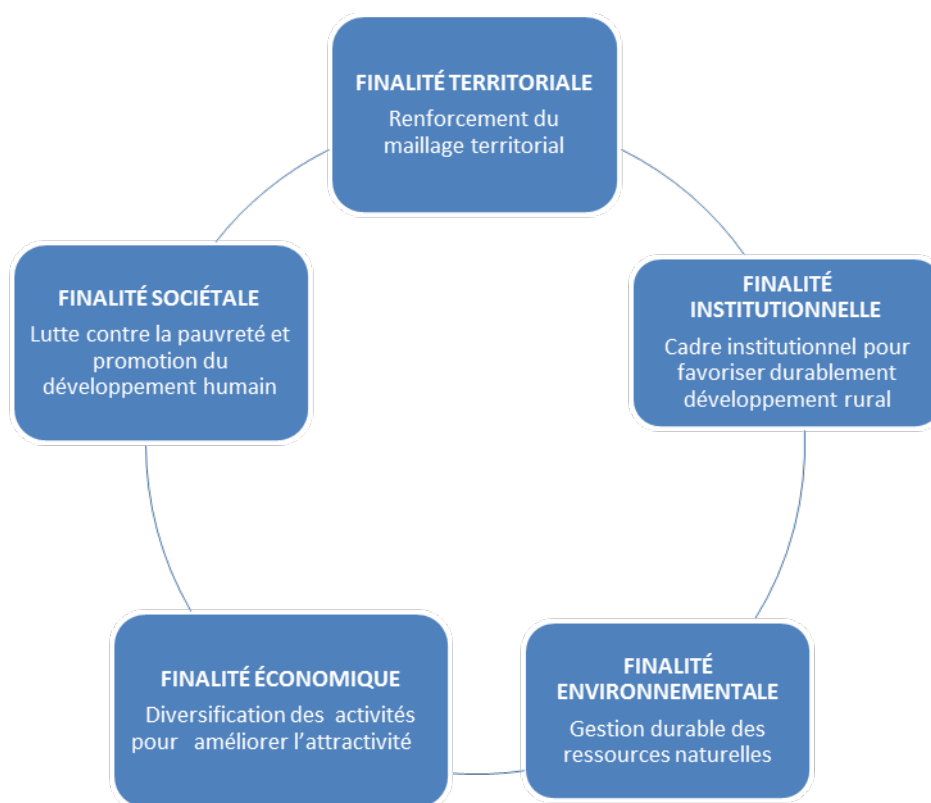 FINALITÉ TERRITORIALE
Renforcement du
maillage territorial
FINALITÉ SOCIÉTALE
Lutte contre la pauvreté et
promotion du
développement humain
FINALITÉ
INSTITUTIONNELLE
Cadre institutionnel pour
favoriser durablement
développement rural
FINALITÉ ÉCONOMIQUE
Diversification des activités
pour améliorer l’attractivité
FINALITÉ
ENVIRONNEMENTALE
Gestion durable des
ressources naturelles